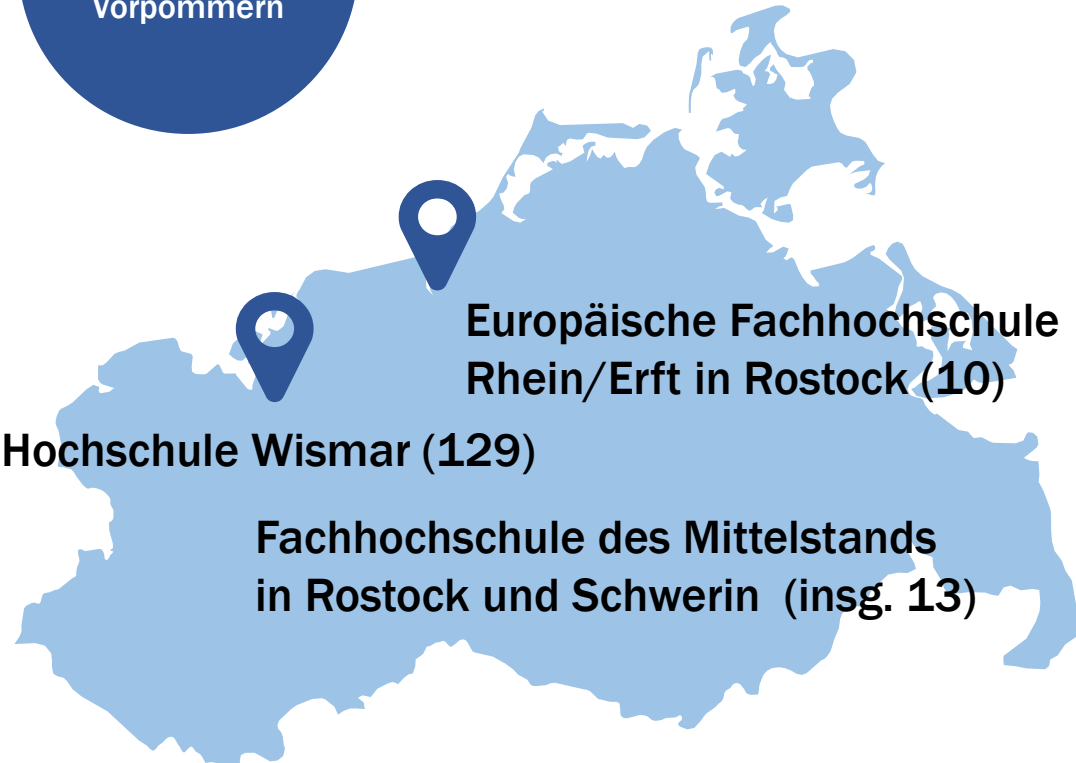 Vorpommern
Europäische Fachhochschule
Rhein/Erft in Rostock (10)
Hochschule Wismar (129)
Fachhochschule des Mittelstands
in Rostock und Schwerin  (insg. 13)